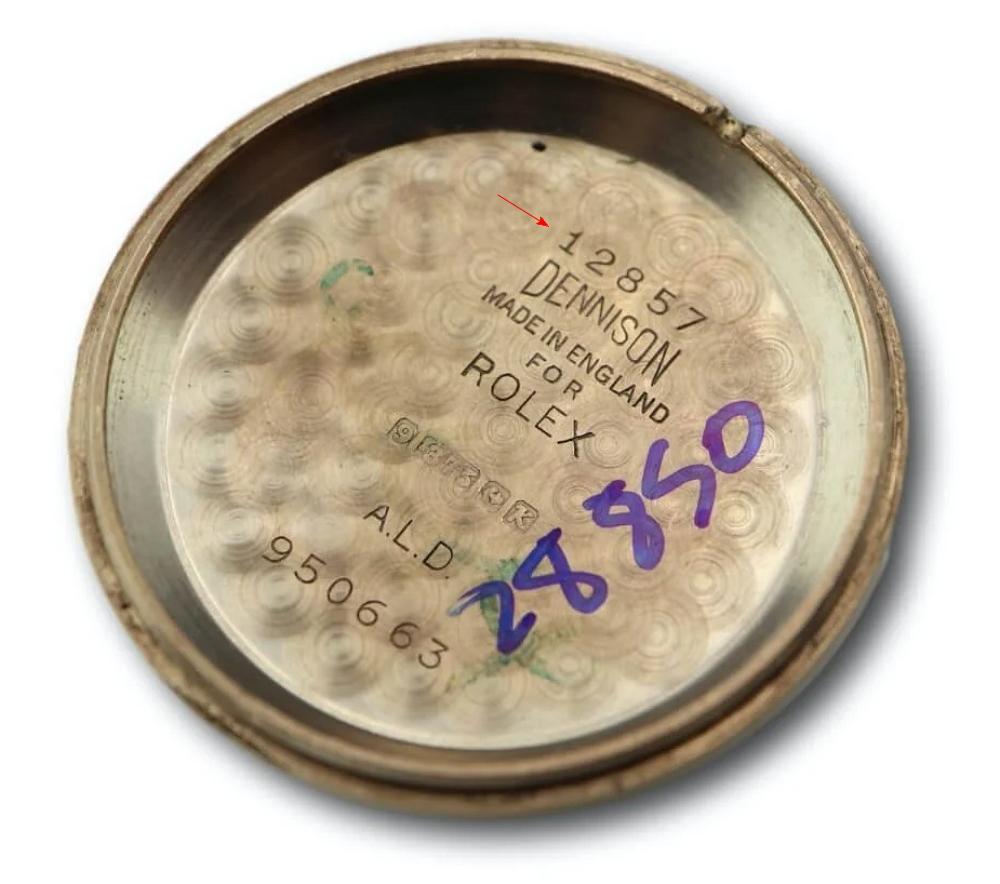 12857
DENNISON
MADE IN ENGLAND
FOR
ROLEX
A.L.D.
950663
28850